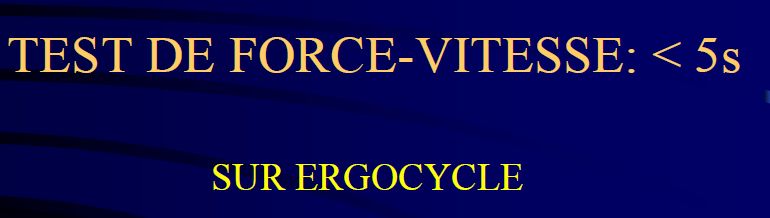 TEST DE FORCE-VITESSE: < 5s
SUR ERGOCYCLE